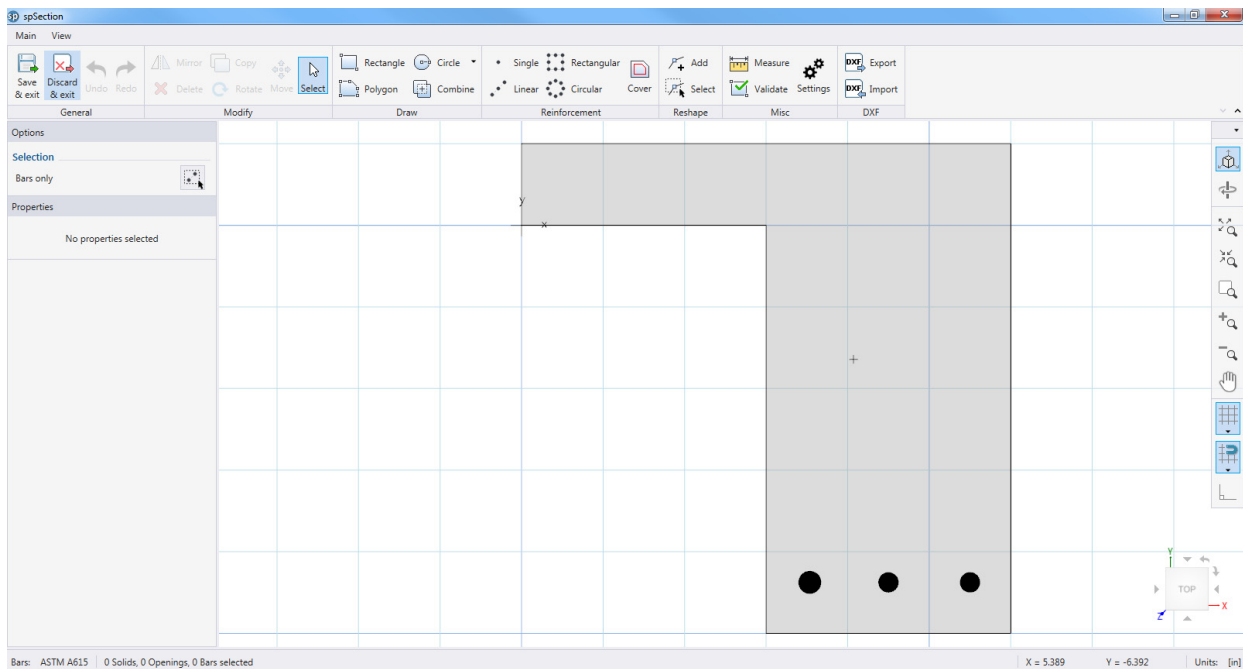 spSection
Main View
Mirror Copy Rectangle Circle Single Rectangular Add Measure DXF Export
Save & exit Discard & exit Undo Redo Delete Rotate Move Select Polygon Combine Linear Circular Cover Select Validate Settings DXF Import
General Modify Draw Reinforcement Reshape Misc DXF
Options
Selection
Bars only
Properties
No properties selected
y
x
Y
TOP
X
Z
Bars: ASTM A615 0 Solids, 0 Openings, 0 Bars selected X = 5.389 Y = -6.392 Units: [in]